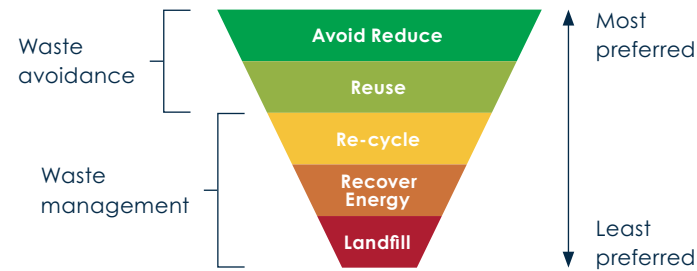 Waste
avoidance
Avoid Reduce
Reuse
Most
preferred
Waste
management
Re-cycle
Recover
Energy
Landfill
Least
preferred